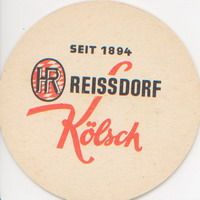 SEIT 1894
HR REISSDORF
Kölsch